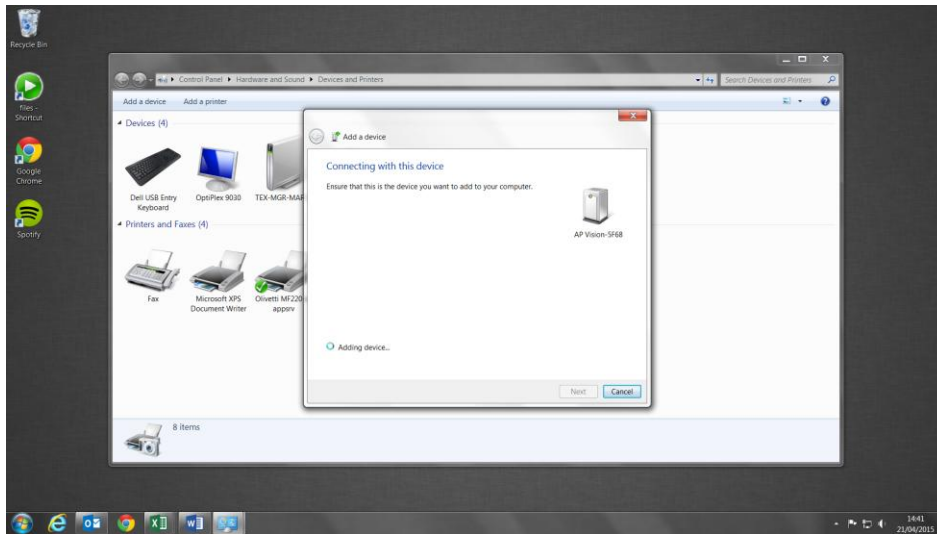 Recycle Bin
files -
Shortcut
Google
Chrome
Spotify
Control Panel
Hardware and Sound
Devices and Printers
Search Devices and Printers
Add a device
Add a printer
Devices (4)
Dell USB Entry
Keyboard
OptiPlex 9030
TEX-MGR-MAR
Printers and Faxes (4)
Fax
Microsoft XPS
Document Writer
Olivetti MF220
appsrv
8 items
Add a device
Connecting with this device
Ensure that this is the device you want to add to your computer.
AP Vision-SF68
Adding device...
Next
Cancel
14:41
21/04/2015